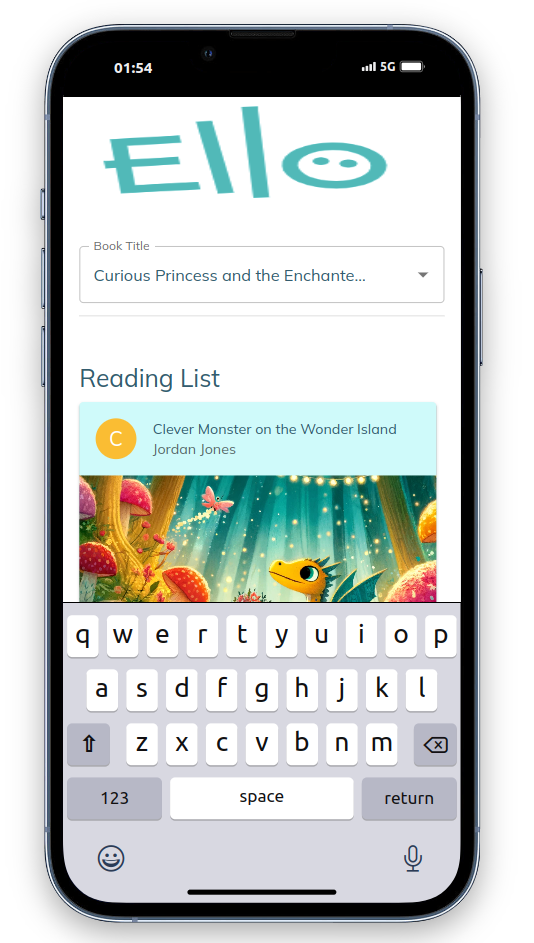 01:54
5G
Ello
Book Title
Curious Princess and the Enchante...
Reading List
C
Clever Monster on the Wonder Island
Jordan Jones
q w e r t y u i o p
a s d f g h j k l
z x c v b n m
123 space return